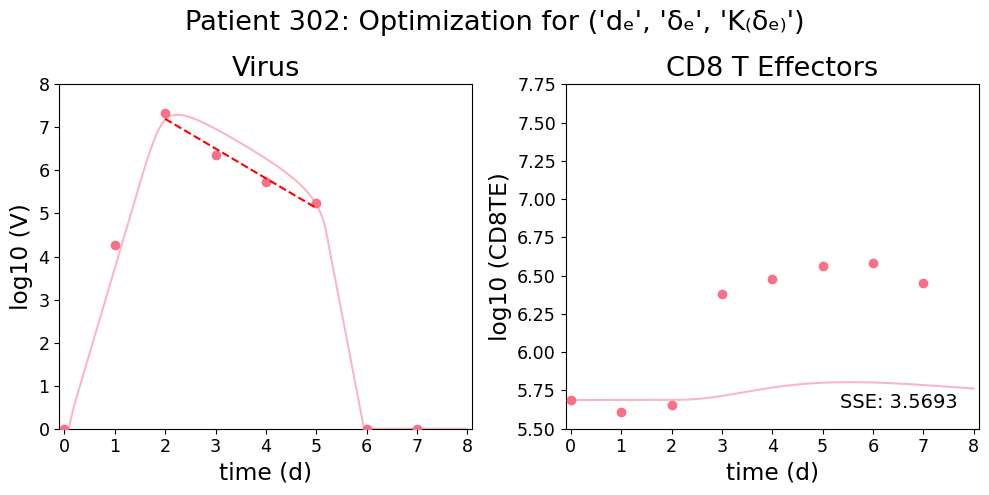 Patient 302: Optimization for ('dₑ', 'δₑ', 'K₍δₑ₎')
Virus
8
7
6
5
4
3
2
1
0
0 1 2 3 4 5 6 7 8
time (d)
log10 (V)
CD8 T Effectors
7.75
7.50
7.25
7.00
6.75
6.50
6.25
6.00
5.75
5.50
SSE: 3.5693
0 1 2 3 4 5 6 7 8
time (d)
log10 (CD8TE)